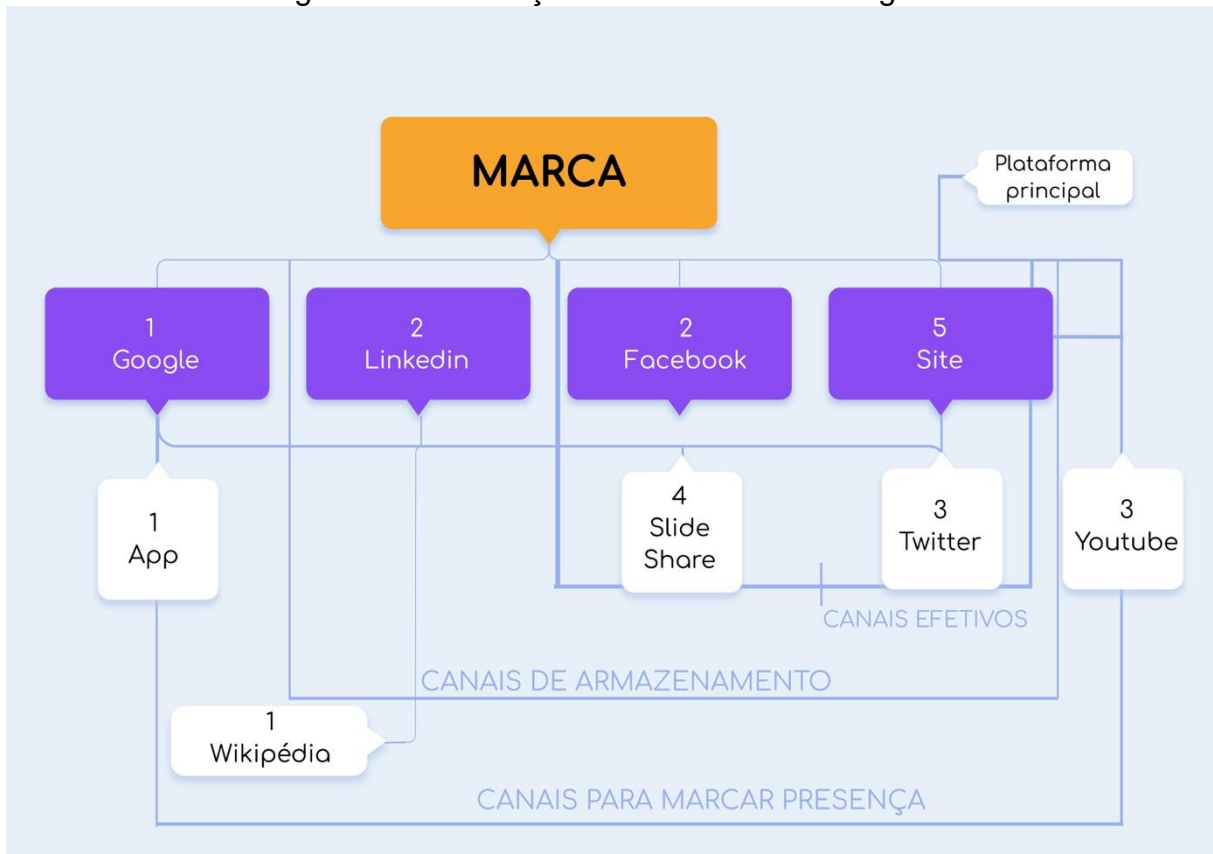 MARCA
Plataforma
principal
1
Google
2
Linkedin
2
Facebook
5
Site
1
App
4
Slide
Share
3
Twitter
3
Youtube
CANAIS EFETIVOS
CANAIS DE ARMAZENAMENTO
1
Wikipédia
CANAIS PARA MARCAR PRESENÇA